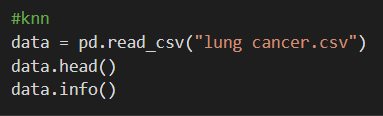 #knn
data = pd.read_csv("lung cancer.csv")
data.head()
data.info()